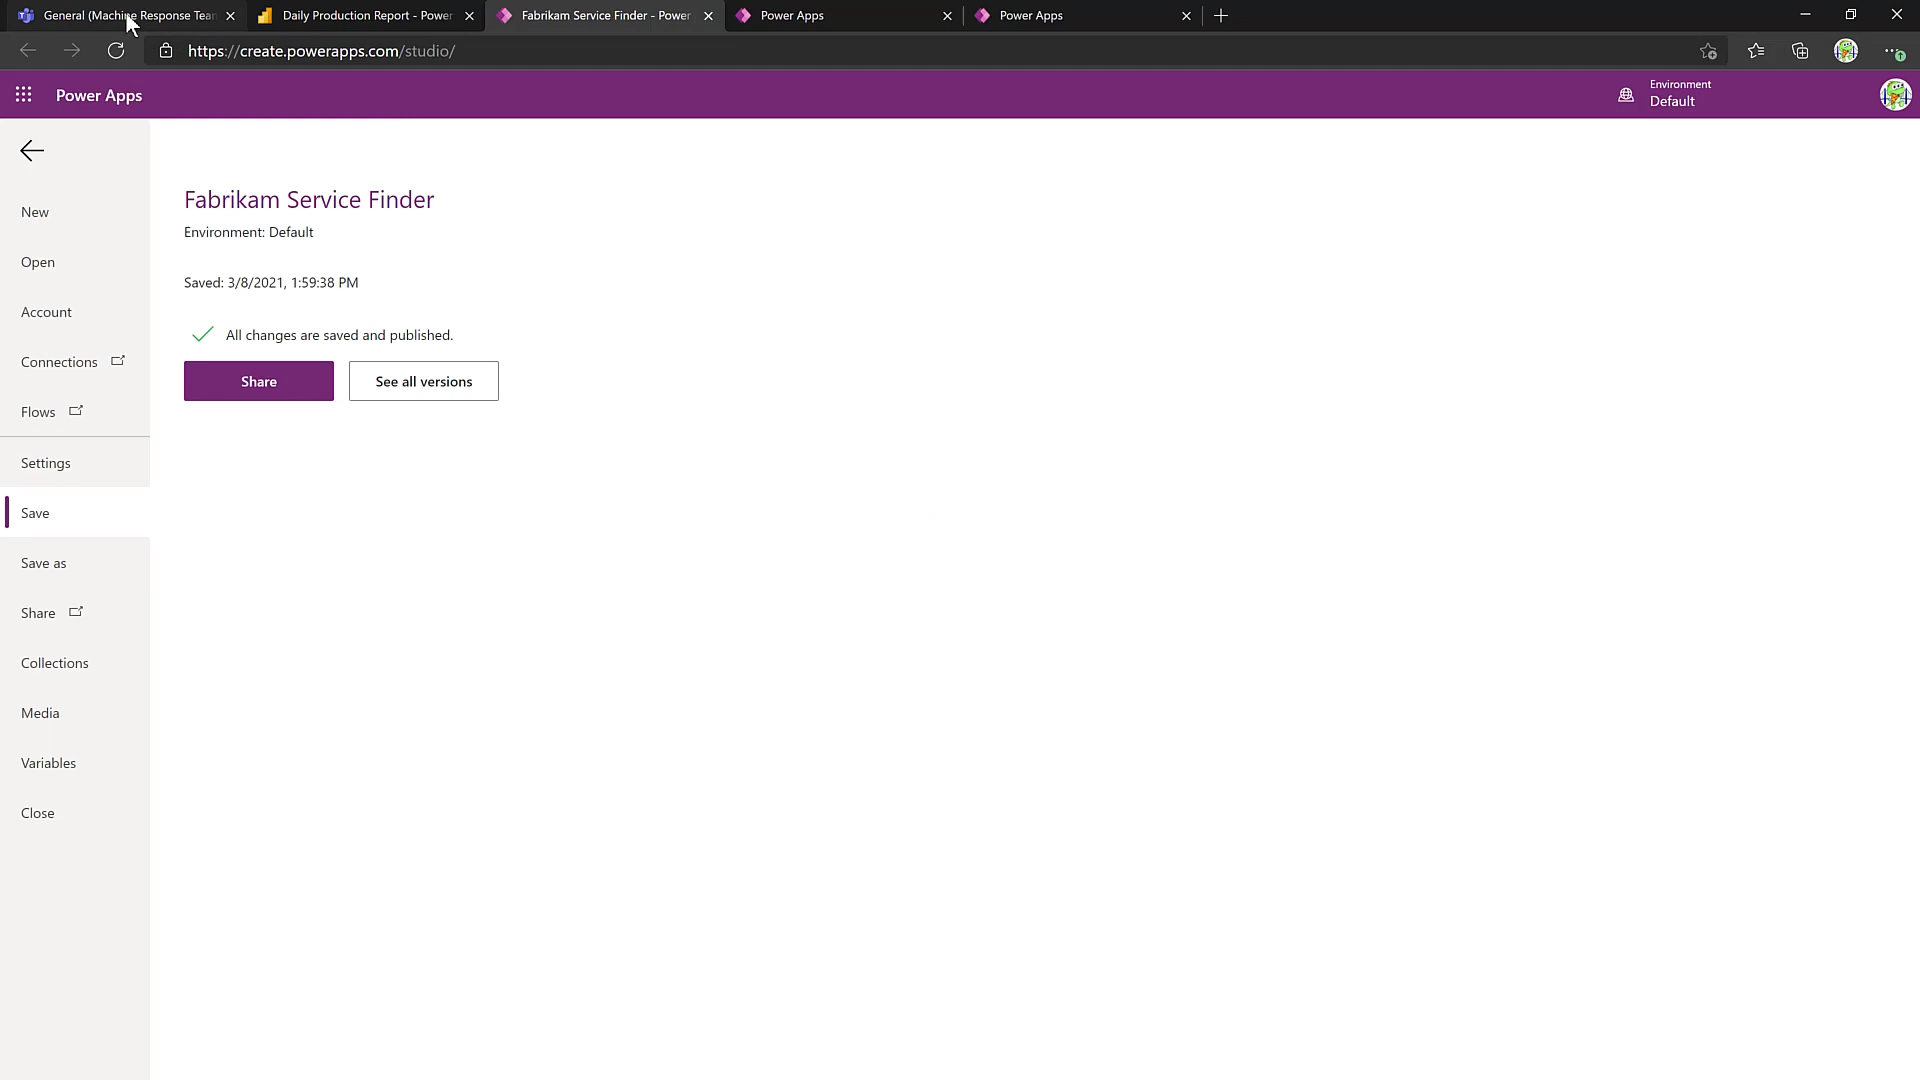 General (Machine Response Tean
Daily Production Report - Power
Fabrikam Service Finder - Power
Power Apps
Power Apps
https://create.powerapps.com/studio/
Power Apps
Environment
Default
New
Open
Account
Connections
Flows
Settings
Save
Save as
Share
Collections
Media
Variables
Close
Fabrikam Service Finder
Environment: Default
Saved: 3/8/2021, 1:59:38 PM
All changes are saved and published.
Share
See all versions